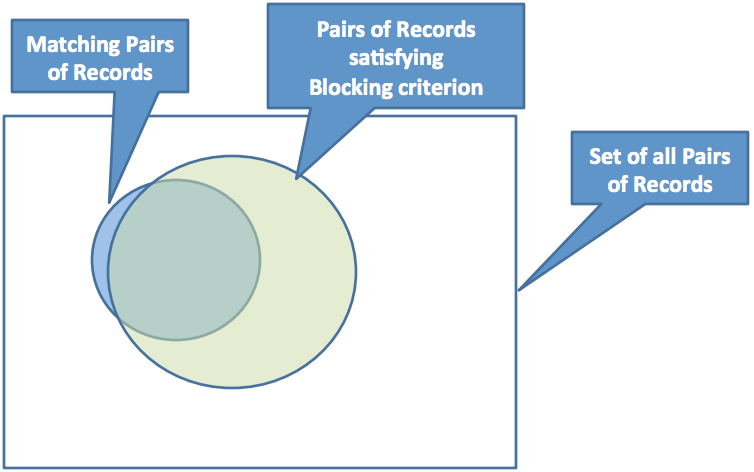 Matching Pairs
of Records
Pairs of Records
satisfying
Blocking criterion
Set of all Pairs
of Records